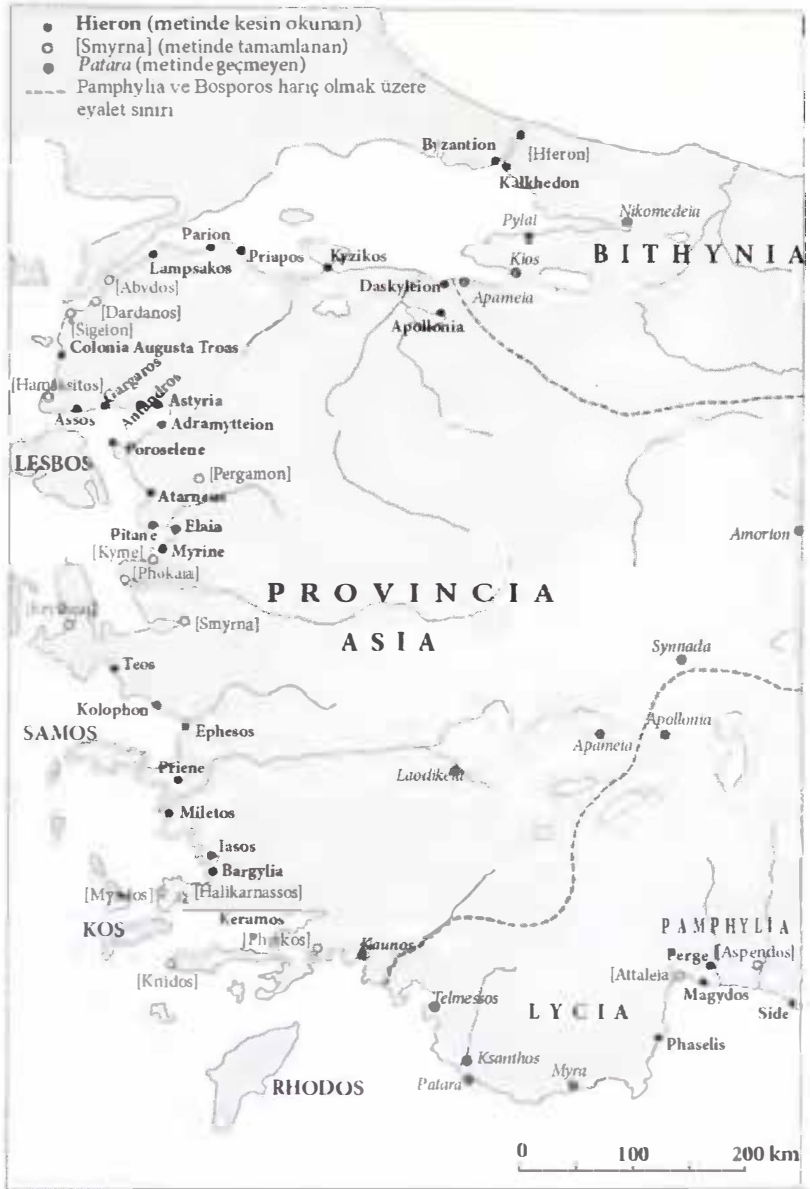 Hieron (metinde kesin okunan)
[Smyrna] (metinde tamamlanan)
Patara (metinde geçmeyen)
Pamphylia ve Bosporos hariç olmak üzere
eyalet sınırı
Byzantion
[Hieron]
Kalkhedon
Nikomedeia
Pylai
BITHYNIA
Parion
Priapos
Kyzikos
Kios
Lampsakos
Daskyleion
Apameia
[Abydos]
[Dardanos]
Apollonia
[Sigeion]
Colonia Augusta Troas
Gargaros
Antandros
Astyria
Assos
Adramytteion
LESBOS
Poroselene
[Pergamon]
Atarneus
Pitane
Elaia
Amorion
[Kyme]
Myrine
[Phokaia]
PROVINCIA
ASIA
[Smyrna]
Synnada
Teos
Kolophon
SAMOS
Ephesos
Apameia
Apollonia
Priene
Laodikeia
Miletos
Iasos
Bargylia
[Halikarnassos]
KOS
Keramos
PAMPHYLIA
Kaunos
Perge
[Aspendos]
[Knidos]
[Attaleia]
Magydos
Telmessos
LYCIA
Side
Phaselis
Ksanthos
Myra
Patara
RHODOS
0 100 200 km